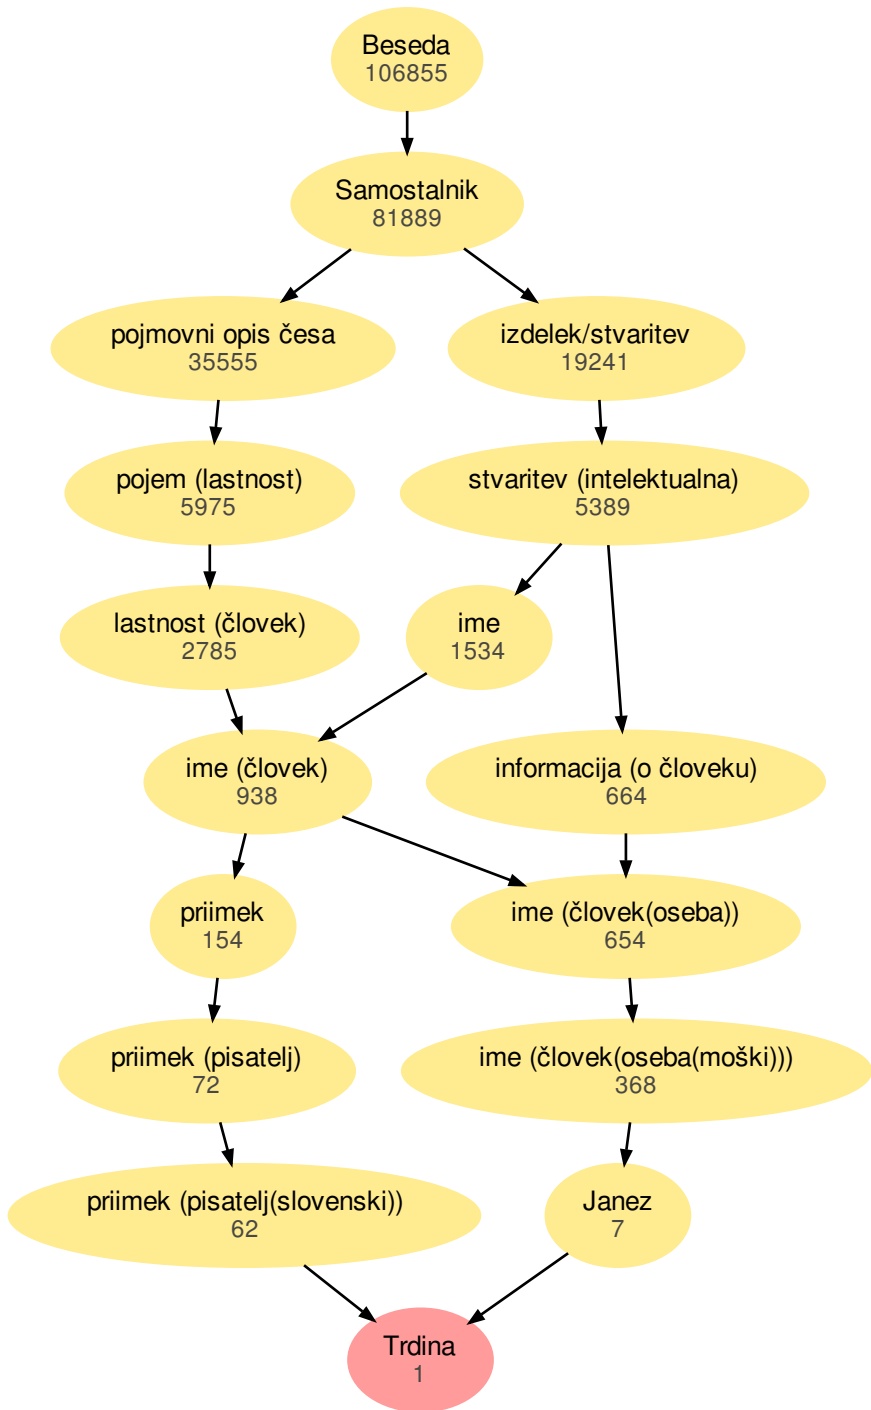 Beseda
106855
Samostalnik
81889
pojmovni opis česa
35555
izdelek/stvaritev
19241
pojem (lastnost)
5975
stvaritev (intelektualna)
5389
lastnost (človek)
2785
ime
1534
ime (človek)
938
informacija (o človeku)
664
priimek
154
ime (človek(oseba))
654
priimek (pisatelj)
72
ime (človek(oseba(moški)))
368
priimek (pisatelj(slovenski))
62
Janez
7
Trdina
1